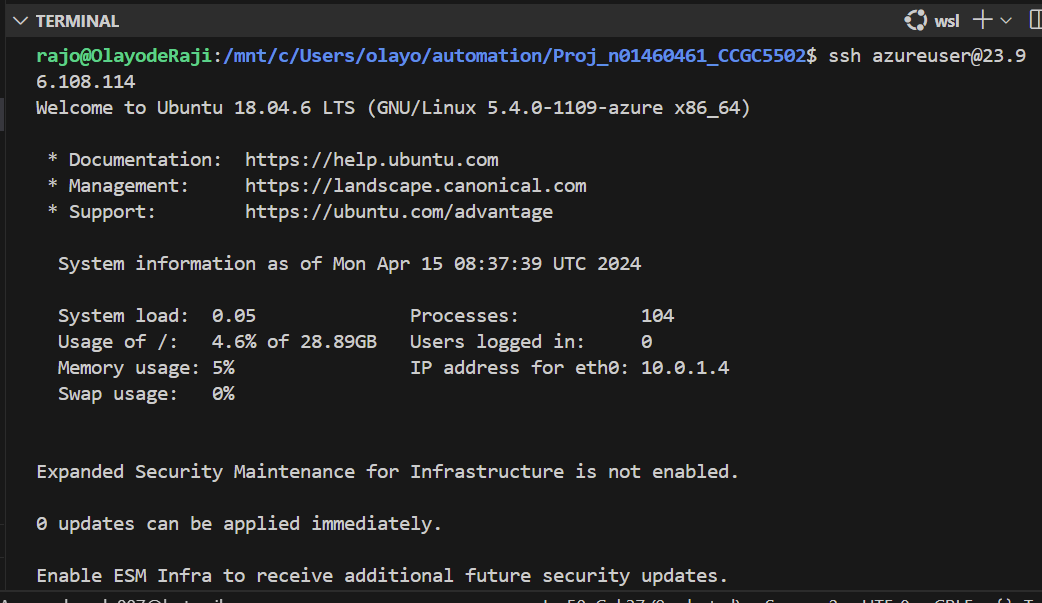 TERMINAL
wsl
rajo@OlayodeRaji:/mnt/c/Users/olayo/automation/Proj_n01460461_CCGC5502$ ssh azureuser@23.9
6.108.114
Welcome to Ubuntu 18.04.6 LTS (GNU/Linux 5.4.0-1109-azure x86_64)
* Documentation: https://help.ubuntu.com
* Management: https://landscape.canonical.com
* Support: https://ubuntu.com/advantage
System information as of Mon Apr 15 08:37:39 UTC 2024
System load: 0.05 Processes: 104
Usage of /: 4.6% of 28.89GB Users logged in: 0
Memory usage: 5% IP address for eth0: 10.0.1.4
Swap usage: 0%
Expanded Security Maintenance for Infrastructure is not enabled.
0 updates can be applied immediately.
Enable ESM Infra to receive additional future security updates.